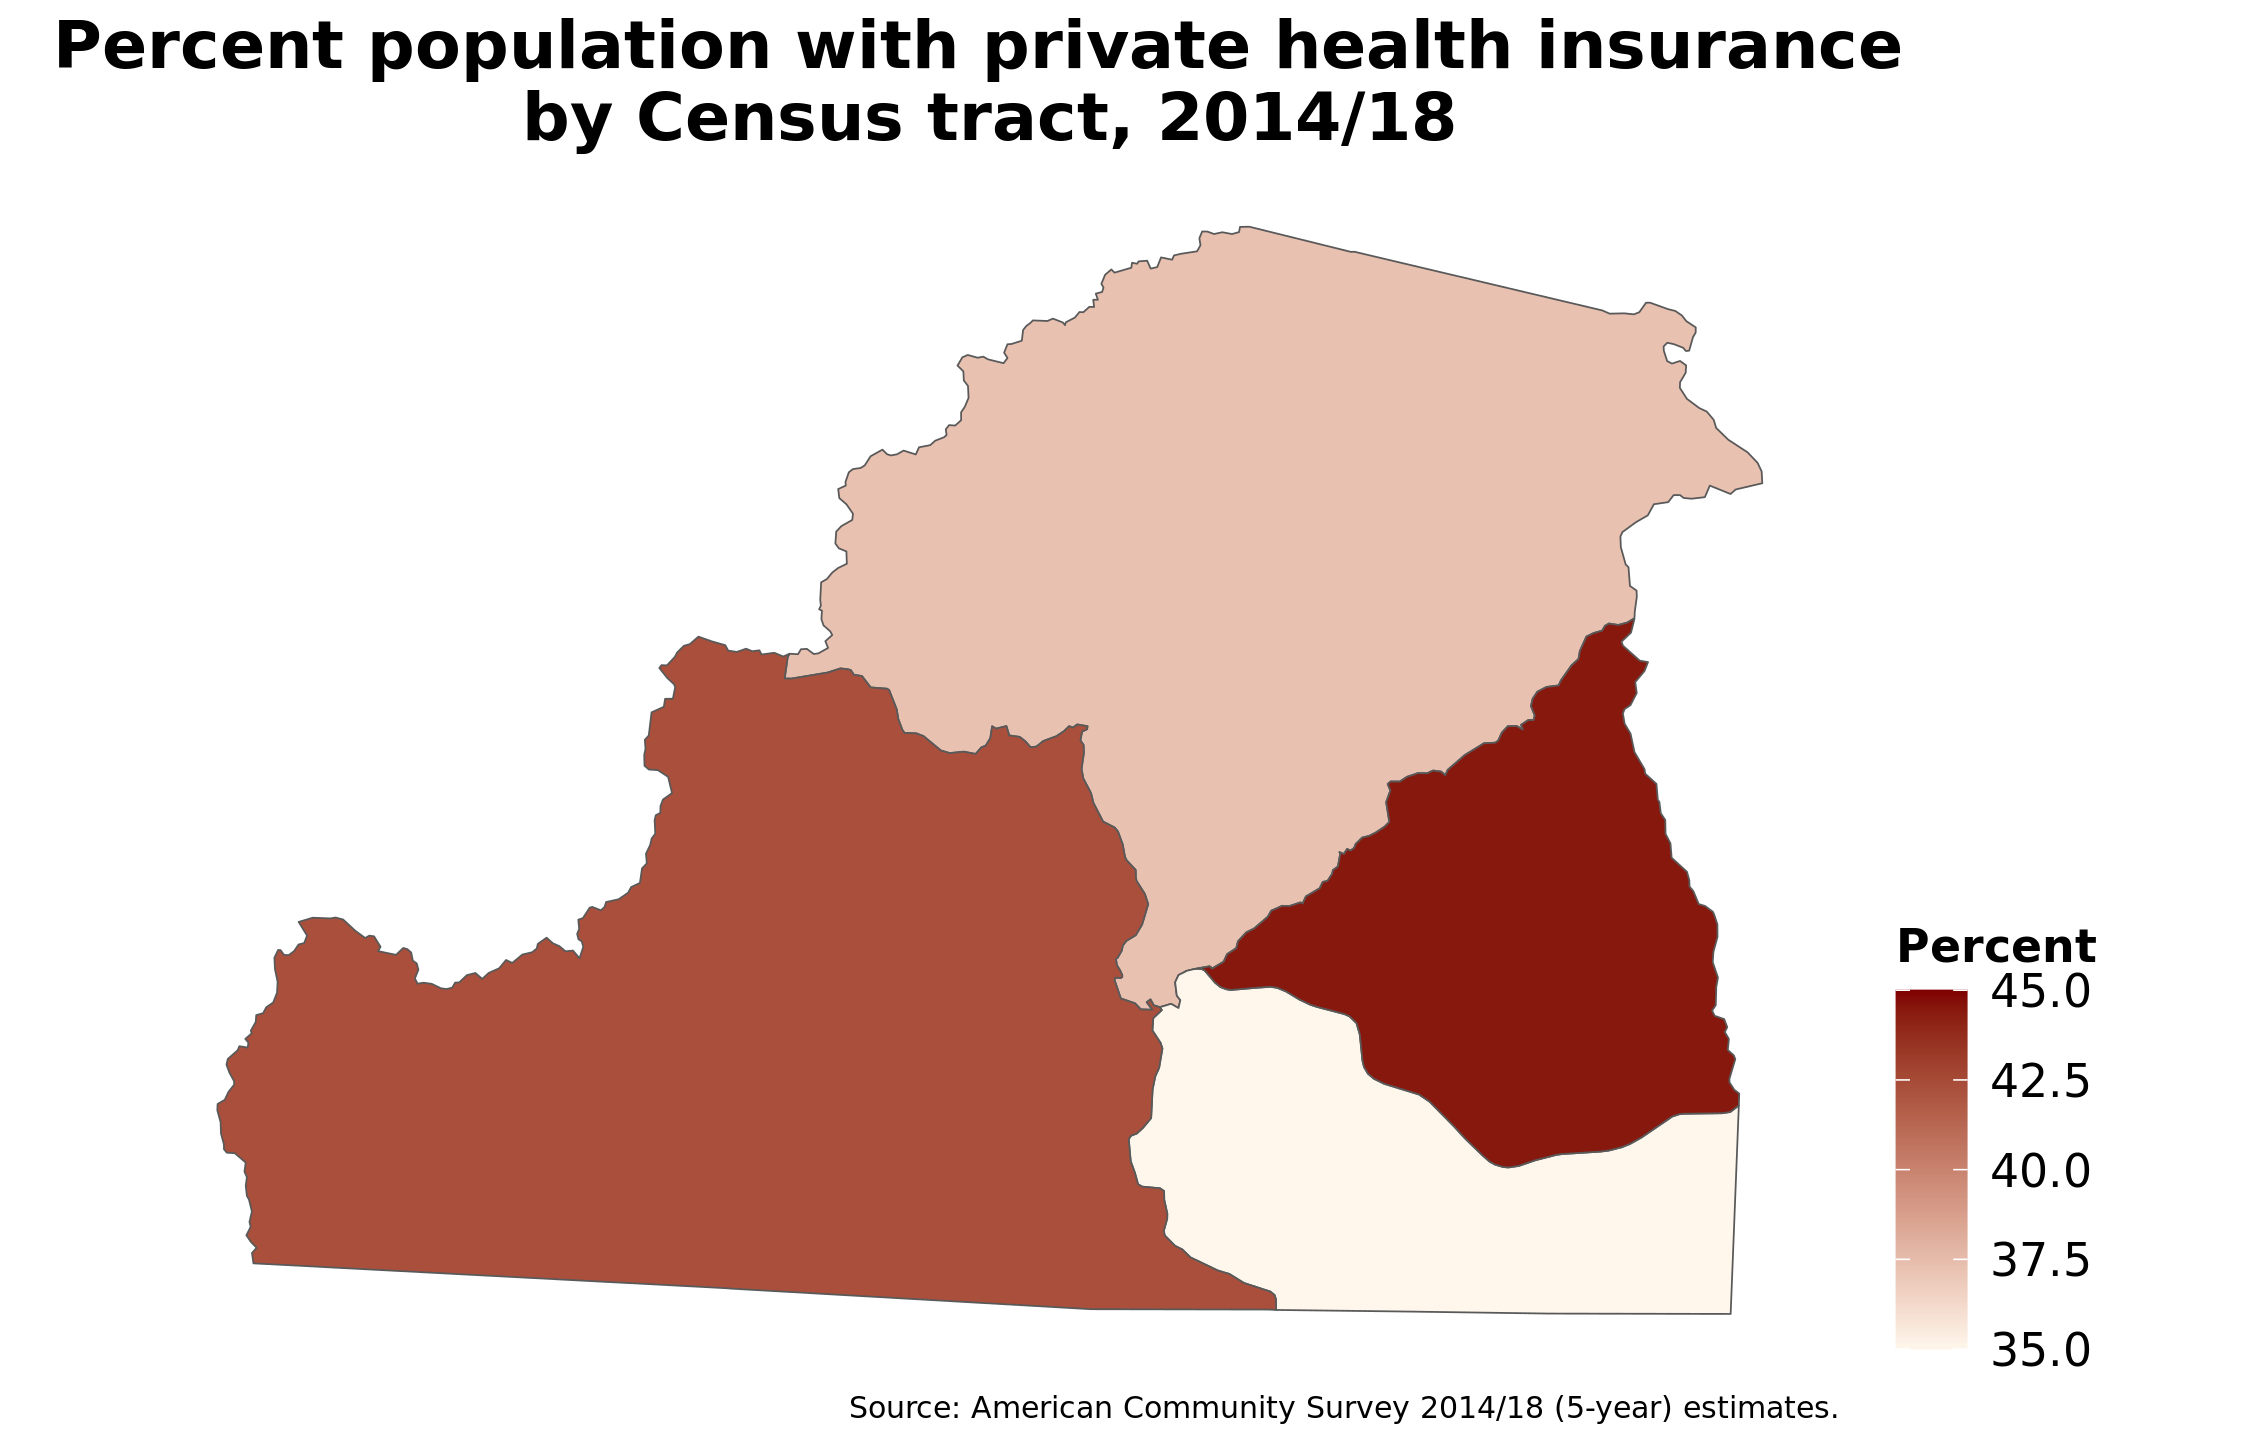 Percent population with private health insurance
by Census tract, 2014/18
Percent
45.0
42.5
40.0
37.5
35.0
Source: American Community Survey 2014/18 (5-year) estimates.